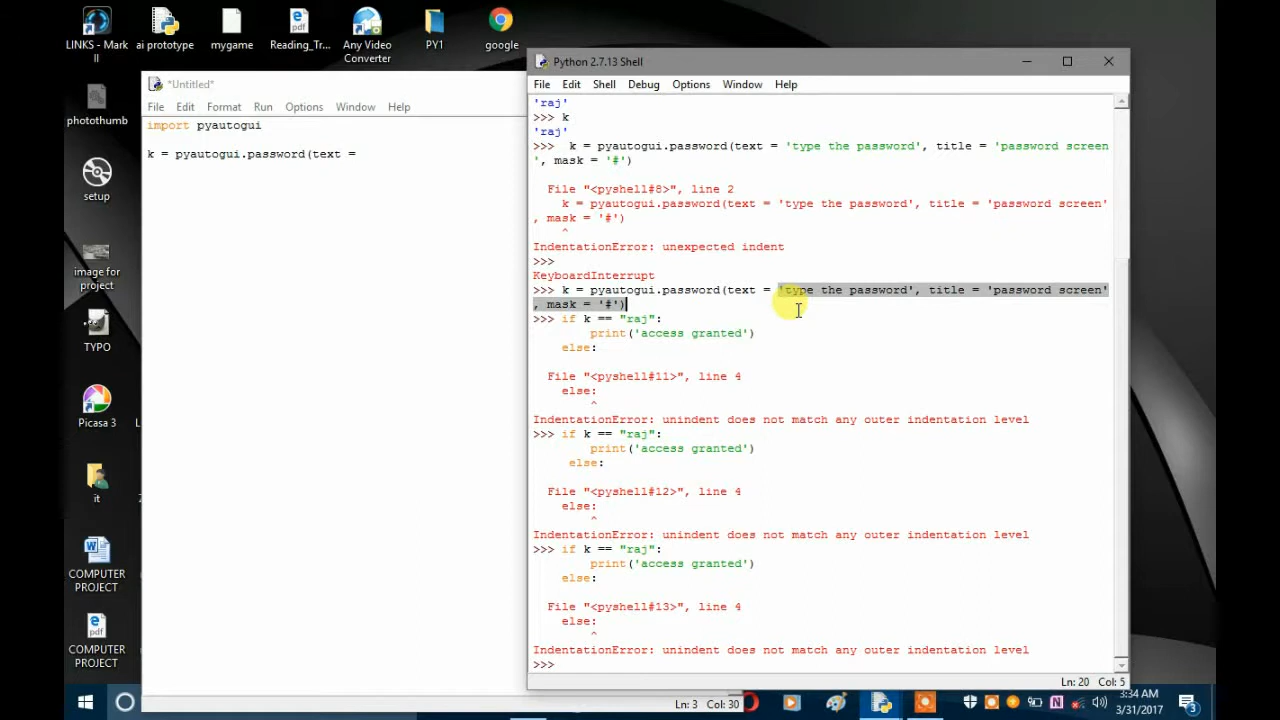 LINKS - Mark
II
ai prototype
mygame
Reading_Tr...
Any Video
Converter
PY1
google
photothumb
setup
image for
project
TYPO
Picasa 3
L
it
COMPUTER
PROJECT
COMPUTER
PROJECT
*Untitled*
File Edit Format Run Options Window Help
import pyautogui
k = pyautogui.password(text =
Ln: 3 Col: 30
Python 2.7.13 Shell
File Edit Shell Debug Options Window Help
'raj'
>>> k
'raj'
>>>  k = pyautogui.password(text = 'type the password', title = 'password screen
', mask = '#')
File "<pyshell#8>", line 2
k = pyautogui.password(text = 'type the password', title = 'password screen'
, mask = '#')
^
IndentationError: unexpected indent
>>>
KeyboardInterrupt
>>> k = pyautogui.password(text = 'type the password', title = 'password screen'
, mask = '#')
>>> if k == "raj":
print('access granted')
else:
File "<pyshell#11>", line 4
else:
^
IndentationError: unindent does not match any outer indentation level
>>> if k == "raj":
print('access granted')
else:
File "<pyshell#12>", line 4
else:
^
IndentationError: unindent does not match any outer indentation level
>>> if k == "raj":
print('access granted')
else:
File "<pyshell#13>", line 4
else:
^
IndentationError: unindent does not match any outer indentation level
>>>
Ln: 20 Col: 5
3:34 AM
3/31/2017
3